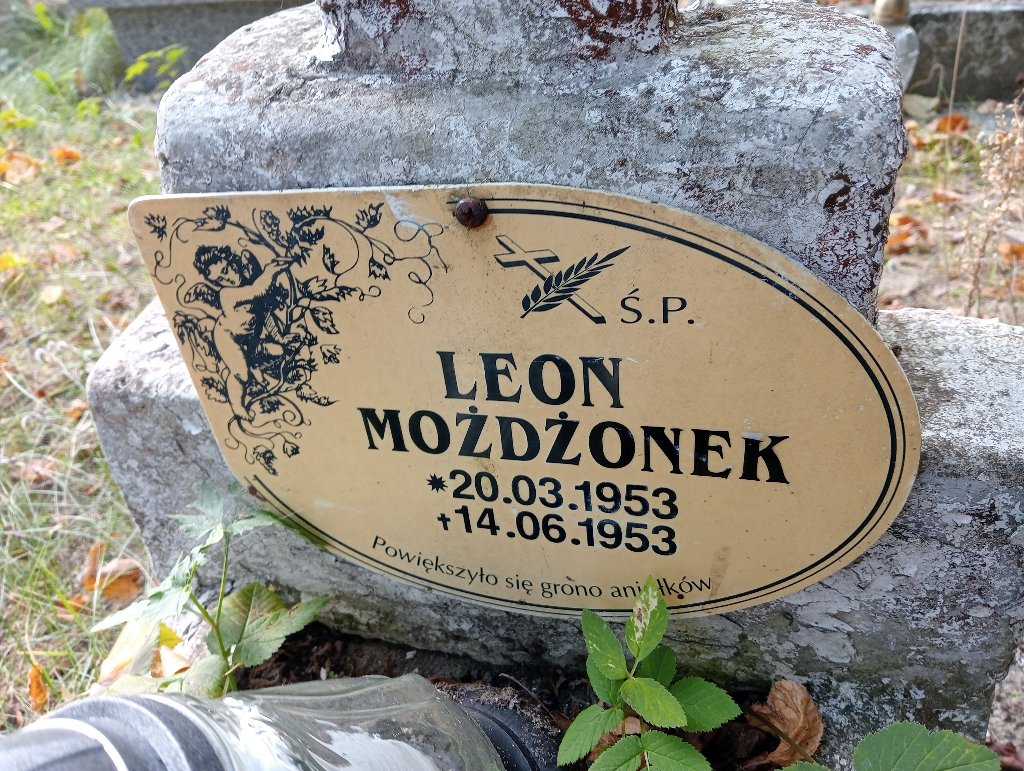 Ś.P.
LEON
MOŻDŻONEK
*20.03.1953
✝14.06.1953
Powiększyło się grono aniołków